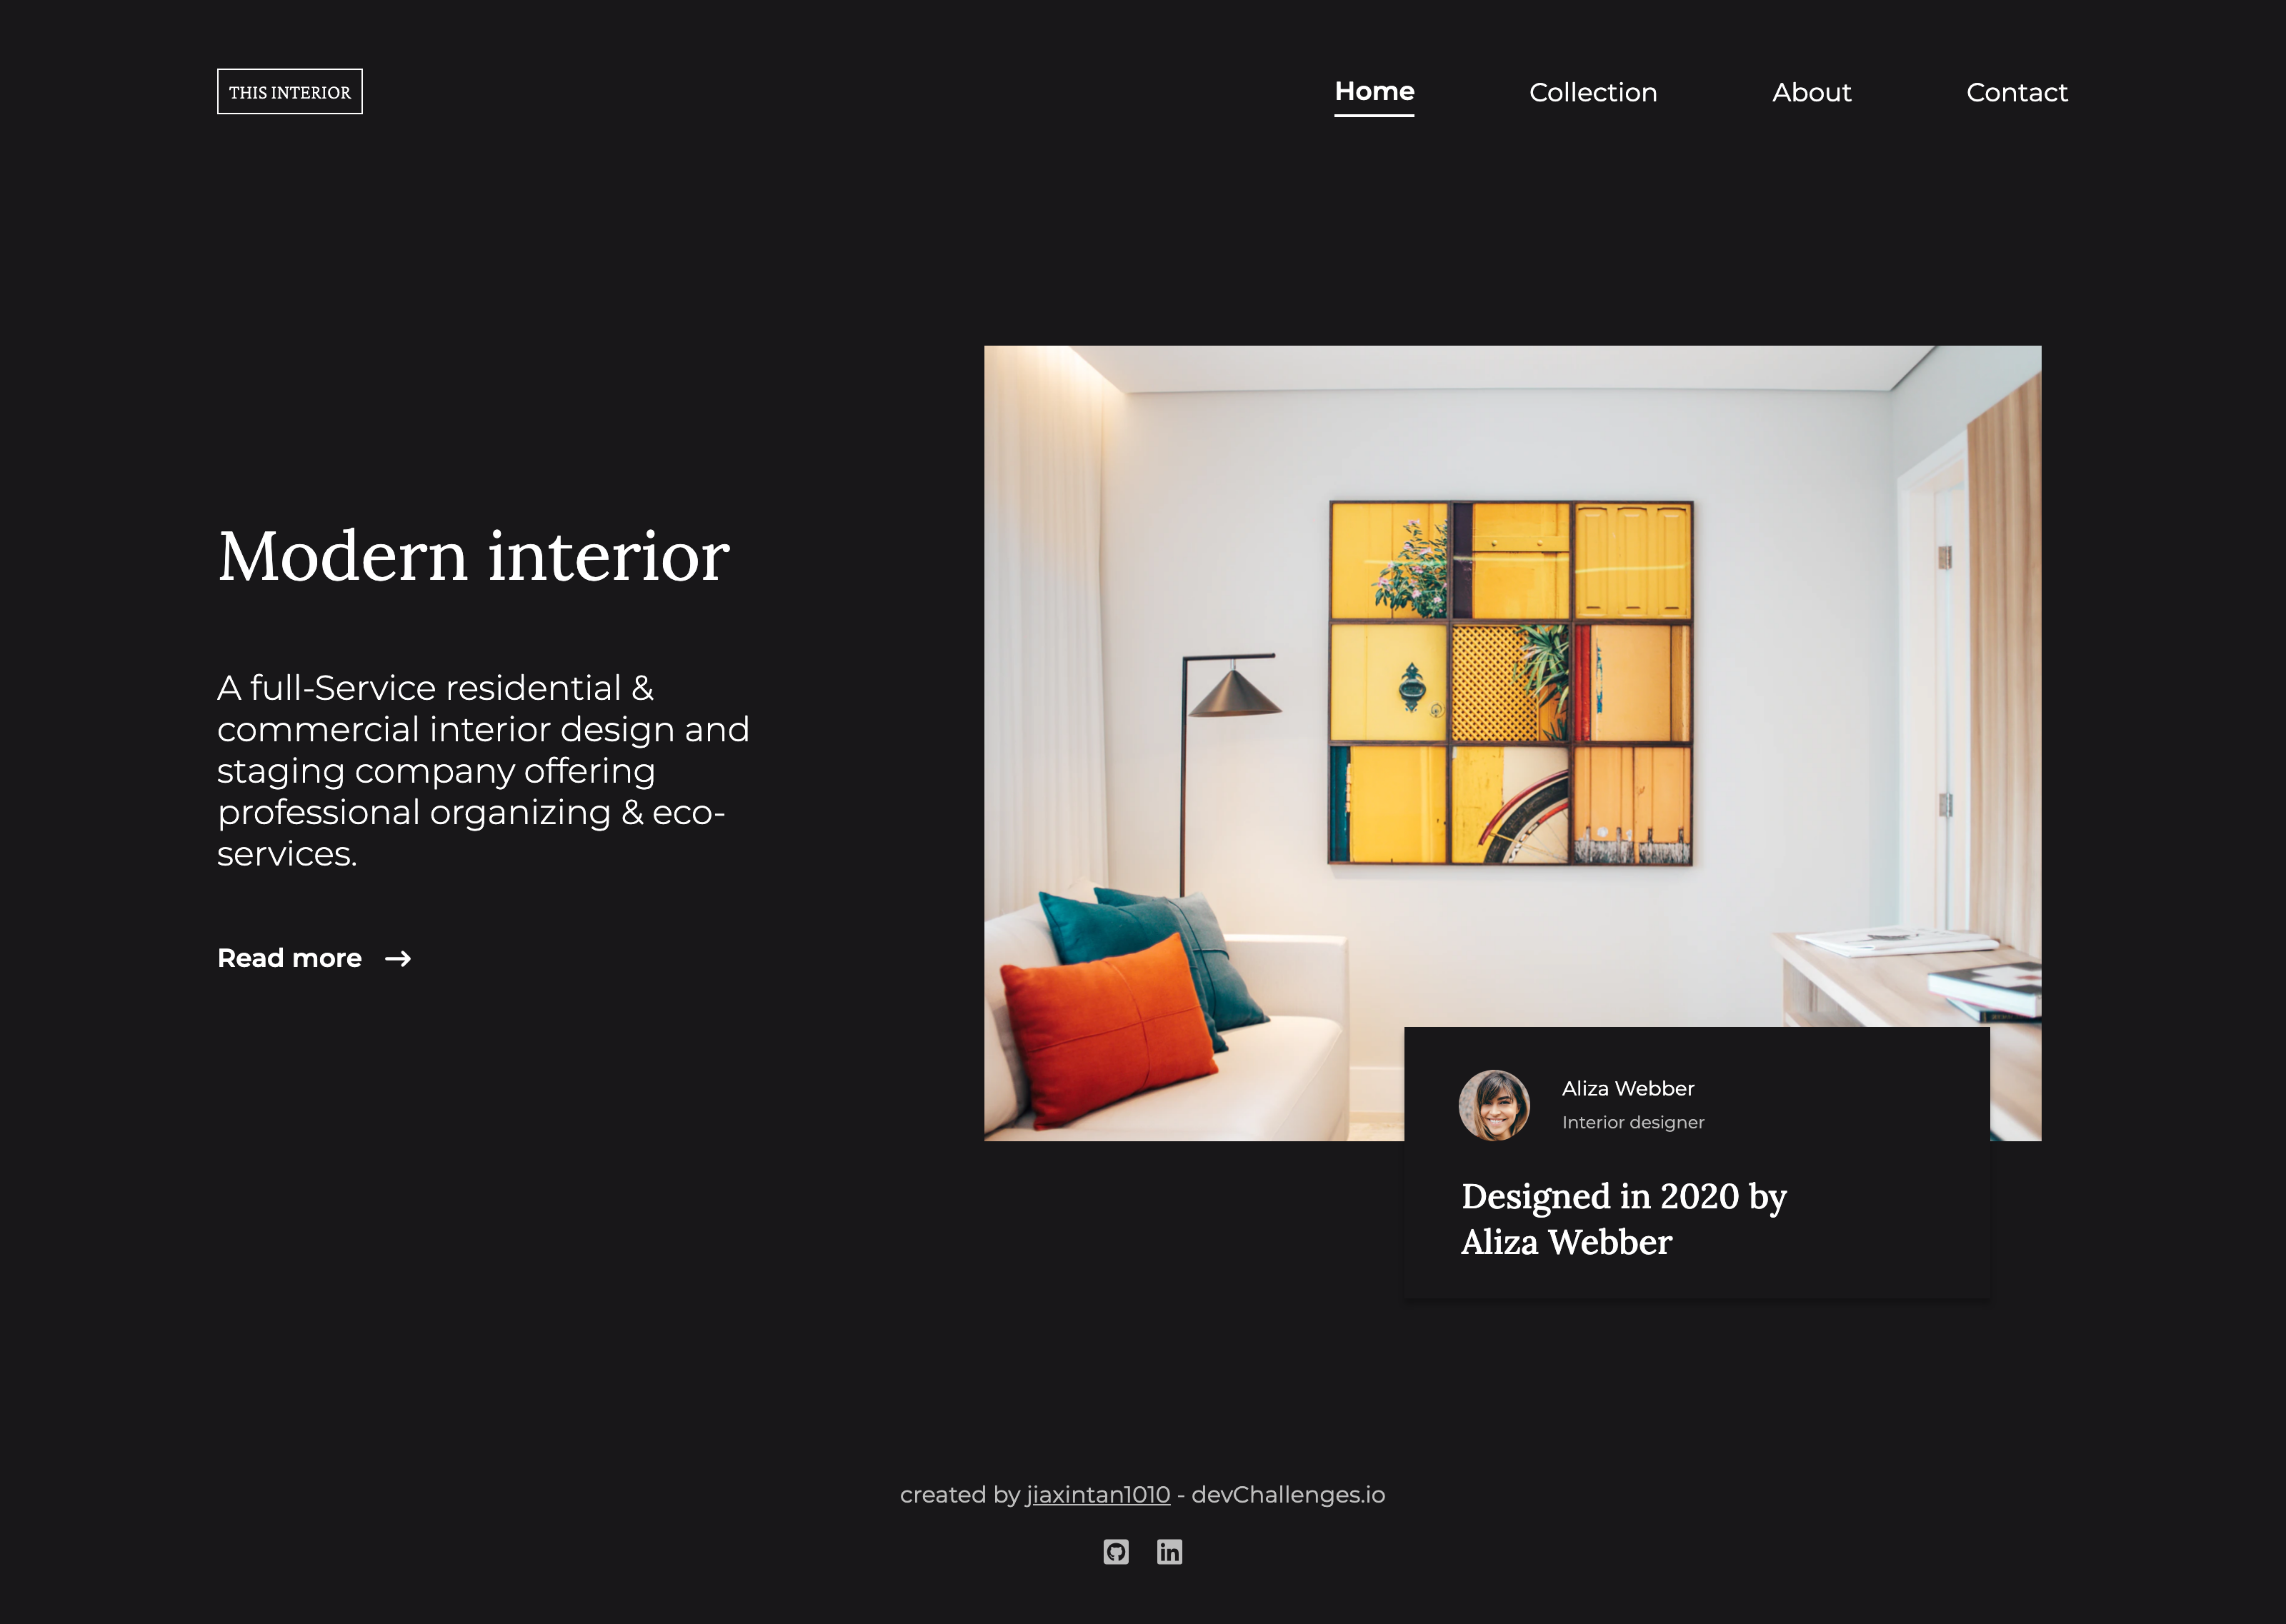 THIS INTERIOR
Home
Collection
About
Contact
Modern interior
A full-Service residential &
commercial interior design and
staging company offering
professional organizing & eco-
services.
Read more
Aliza Webber
Interior designer
Designed in 2020 by
Aliza Webber
created by jiaxintan1010 - devChallenges.io
in